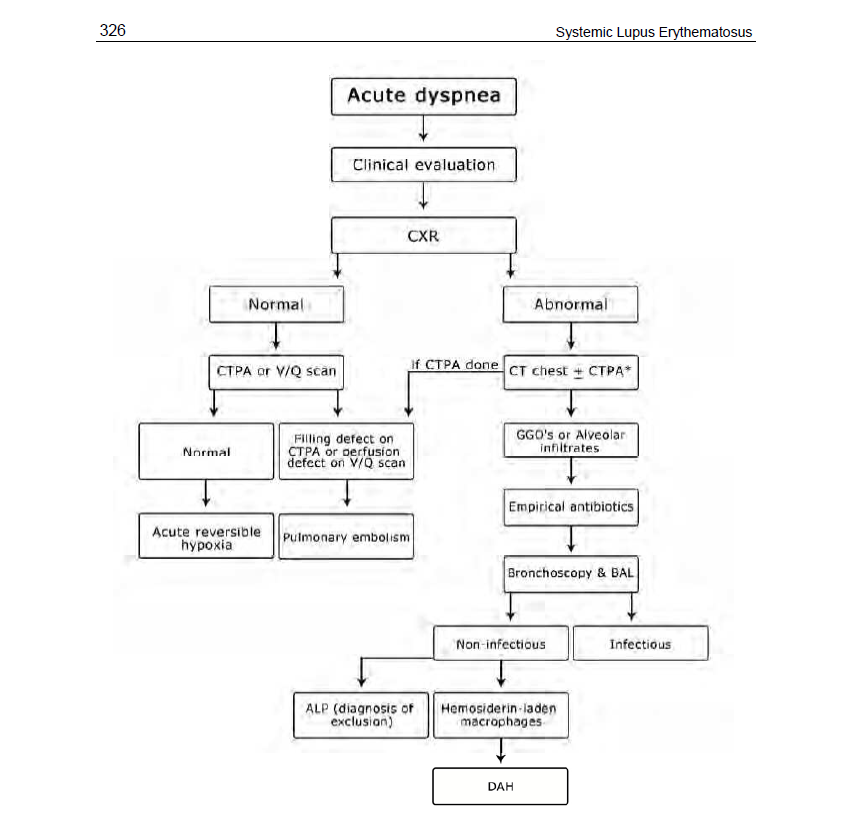 326
Systemic Lupus Erythematosus
Acute dyspnea
Clinical evaluation
CXR
Normal
Abnormal
CTPA or V/Q scan
If CTPA done
CT chest ± CTPA*
Normal
Filling defect on
CTPA or perfusion
defect on V/Q scan
GGO's or Alveolar
infiltrates
Acute reversible
hypoxia
Pulmonary embolism
Empirical antibiotics
Bronchoscopy & BAL
Non-infectious
Infectious
ALP (diagnosis of
exclusion)
Hemosiderin-laden
macrophages
DAH